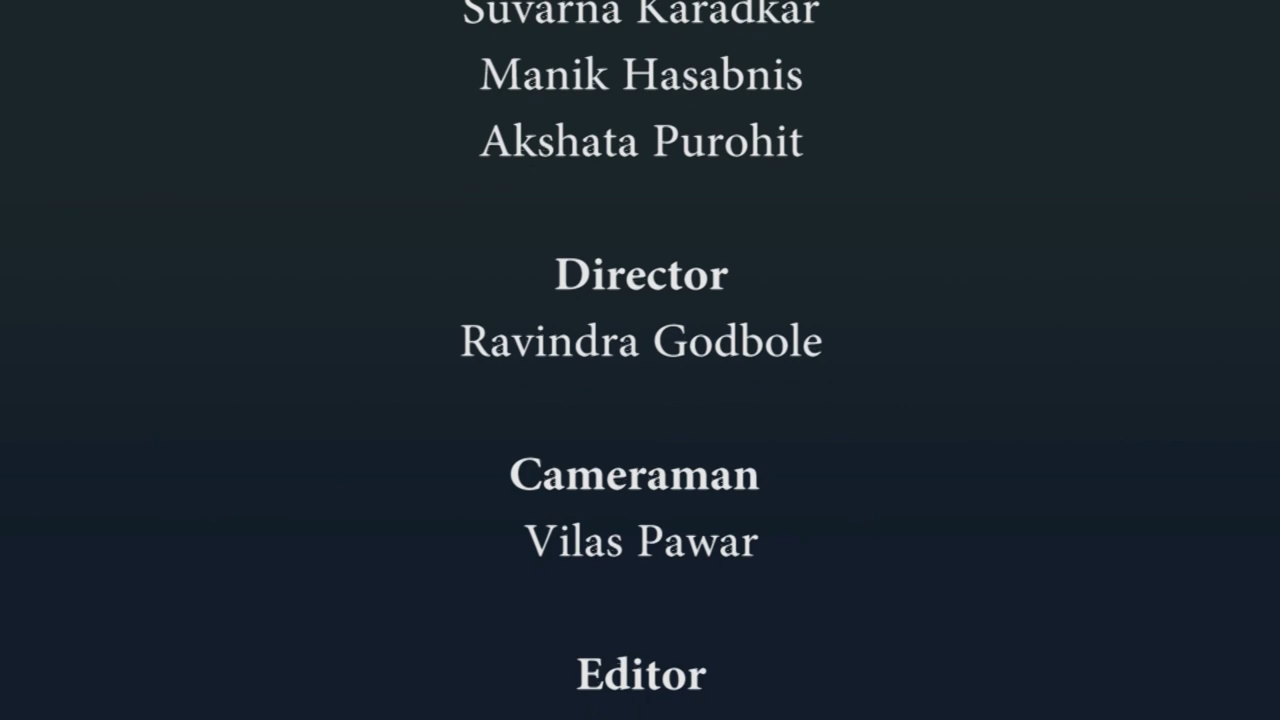 Suvarna Karadkar
Manik Hasabnis
Akshata Purohit
Director
Ravindra Godbole
Cameraman
Vilas Pawar
Editor